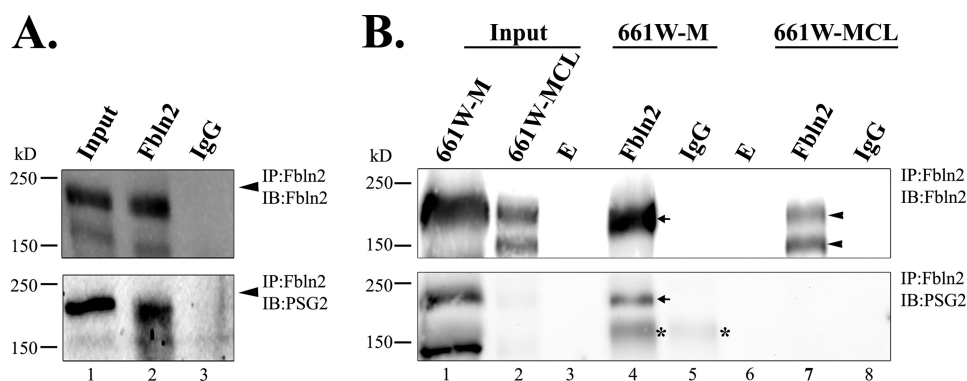 A.
Input Fbln2 IgG
kD
250
150
IP:Fbln2
IB:Fbln2
250
150
IP:Fbln2
IB:PSG2
1 2 3
B.
Input 661W-M 661W-MCL
661W-M 661W-MCL E Fbln2 IgG E Fbln2 IgG
kD
250
150
IP:Fbln2
IB:Fbln2
250
150
* *
IP:Fbln2
IB:PSG2
1 2 3 4 5 6 7 8